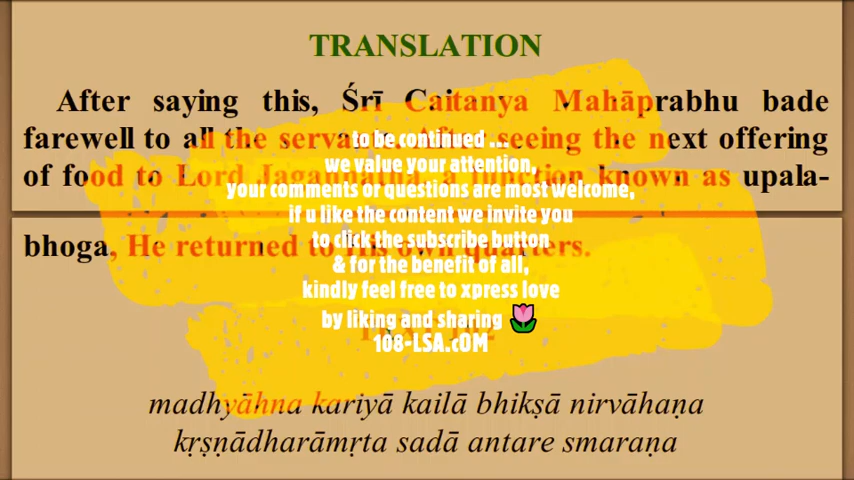 TRANSLATION
After saying this, Śrī Caitanya Mahāprabhu bade
farewell to all the servants. After seeing the next offering
of food to Lord Jagannātha, a function known as upala-
bhoga, He returned to His own quarters.
to be continued ...
we value your attention,
your comments or questions are most welcome,
if u like the content we invite you
to click the subscribe button
& for the benefit of all,
kindly feel free to xpress love
by liking and sharing 🌷
108-LSA.cOM
madhyāhna kariyā kailā bhikṣā nirvāhaṇa
kṛṣṇādharāmṛta sadā antare smaraṇa